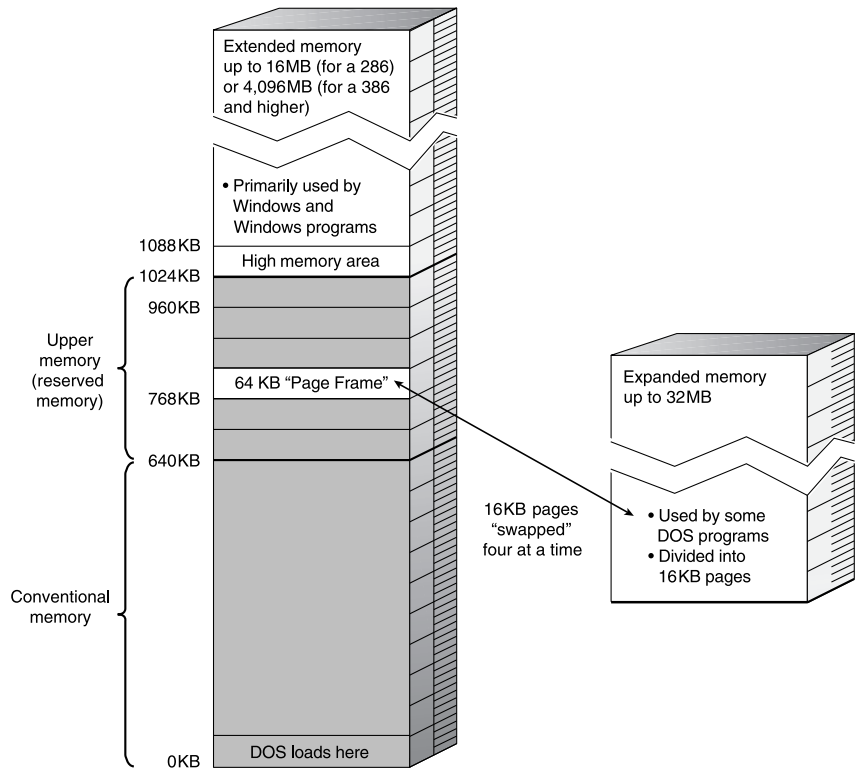 Extended memory
up to 16MB (for a 286)
or 4,096MB (for a 386
and higher)
• Primarily used by
Windows and
Windows programs
1088KB
High memory area
1024KB
960KB
Upper
memory
(reserved
memory)
64 KB “Page Frame”
768KB
640KB
Expanded memory
up to 32MB
16KB pages
“swapped”
four at a time
• Used by some
DOS programs
• Divided into
16KB pages
Conventional
memory
DOS loads here
0KB